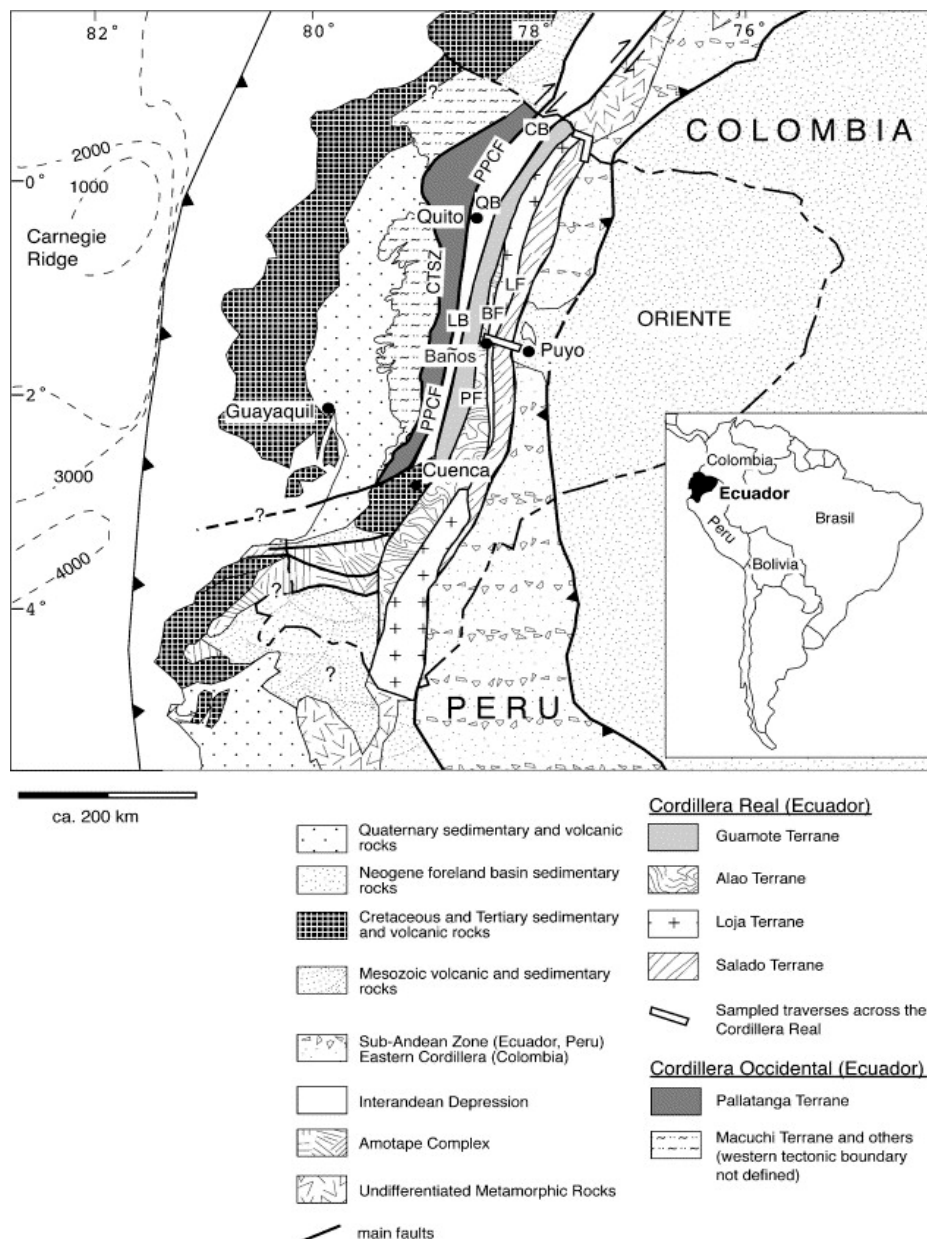 82°
80°
78°
76°
COLOMBIA
CB
PPCF
2000
0°
1000
QB
Quito
Carnegie
Ridge
CTSZ
LF
ORIENTE
LB
BF
Baños
Puyo
2°
Guayaquil
PPCF
PF
3000
Cuenca
?
?
4000
?
4°
?
PERU
Colombia
Ecuador
Peru
Brasil
Bolivia
ca. 200 km
Quaternary sedimentary and volcanic
rocks
Neogene foreland basin sedimentary
rocks
Cretaceous and Tertiary sedimentary
and volcanic rocks
Mesozoic volcanic and sedimentary
rocks
Sub-Andean Zone (Ecuador, Peru)
Eastern Cordillera (Colombia)
Interandean Depression
Amotape Complex
Undifferentiated Metamorphic Rocks
main faults
Cordillera Real (Ecuador)
Guamote Terrane
Alao Terrane
Loja Terrane
Salado Terrane
Sampled traverses across the
Cordillera Real
Cordillera Occidental (Ecuador)
Pallatanga Terrane
Macuchi Terrane and others
(western tectonic boundary
not defined)